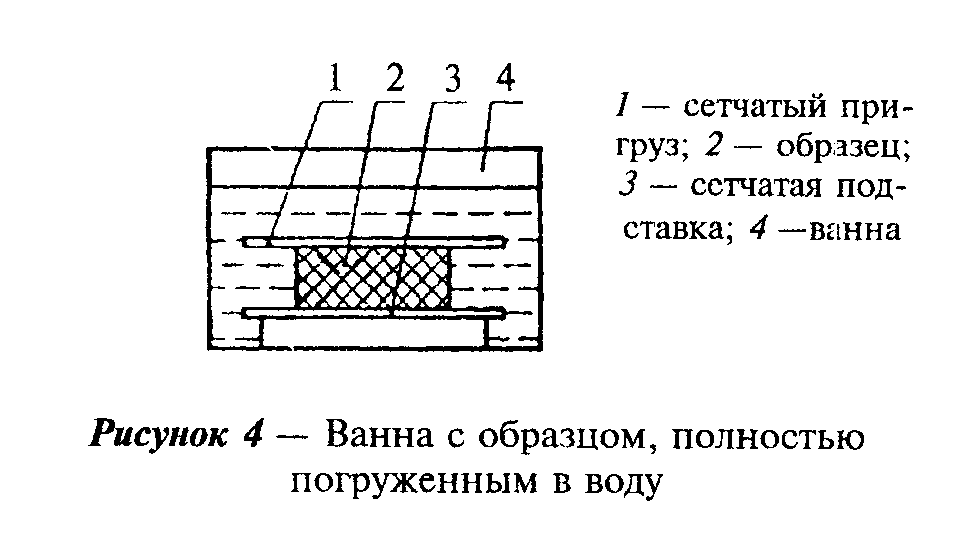 1 2 3 4
1 — сетчатый при-
груз; 2 — образец;
3 — сетчатая под-
ставка; 4 —ванна
Рисунок 4 — Ванна с образцом, полностью
погруженным в воду